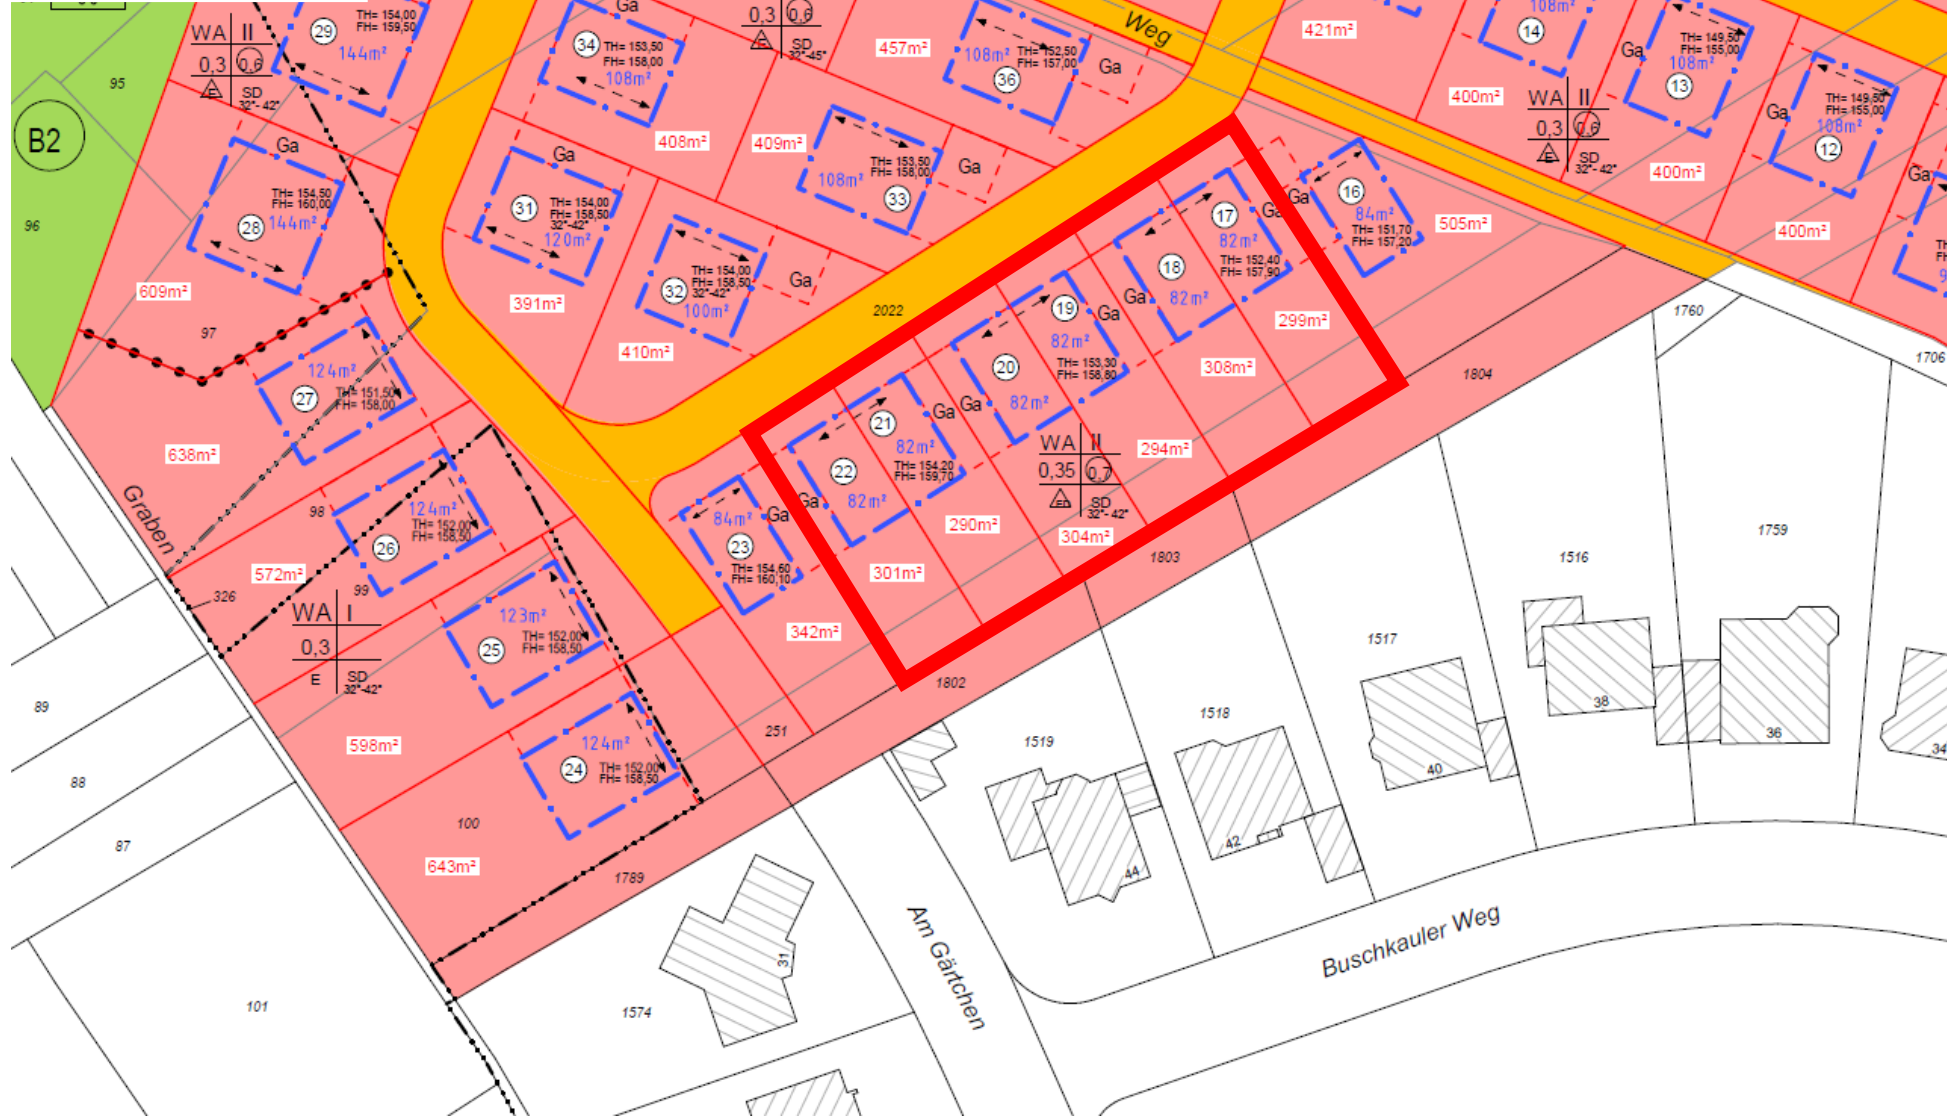 29
TH= 154,00
FH= 159,50
144m²
WA II
0,3 0,6
E SD
32°- 42°
95
B2
96
Ga
28
TH= 154,50
FH= 160,00
144m²
609m²
97
34
Ga
TH= 153,50
FH= 158,00
108m²
408m²
0,3 0,6
E SD
32°-45°
457m²
409m²
36
108m²
TH= 152,50
FH= 157,00
Ga
Weg
33
108m²
TH= 153,50
FH= 158,00
Ga
31
Ga
TH= 154,00
FH= 158,50
32°-42°
120m²
391m²
32
TH= 154,00
FH= 158,50
32°-42°
100m²
Ga
410m²
2022
421m²
14
108m²
400m²
WA II
0,3 0,6
E SD
32°- 42°
13
Ga
TH= 149,50
FH= 155,00
108m²
400m²
12
Ga
TH= 149,50
FH= 155,00
108m²
400m²
Ga
16
Ga
84m²
TH= 151,70
FH= 157,20
505m²
17
Ga
82m²
TH= 152,40
FH= 157,90
299m²
18
Ga
82m²
308m²
19
Ga
82m²
TH= 153,30
FH= 158,80
294m²
20
Ga
82m²
304m²
WA II
0,35 0,7
ED SD
32°- 42°
21
Ga
82m²
TH= 154,20
FH= 159,70
290m²
22
Ga
82m²
301m²
23
Ga
84m²
TH= 154,60
FH= 160,10
342m²
27
124m²
TH= 151,50
FH= 158,00
638m²
Graben
98
26
124m²
TH= 152,00
FH= 158,50
572m²
326
99
WA I
0,3
E SD
32°-42°
25
123m²
TH= 152,00
FH= 158,50
598m²
24
124m²
TH= 152,00
FH= 158,50
100
643m²
251
1789
1802
1803
1804
1760
1706
1759
1516
1517
1518
1519
38
36
34
40
42
44
31
89
88
87
101
1574
Am Gärtchen
Buschkauler Weg